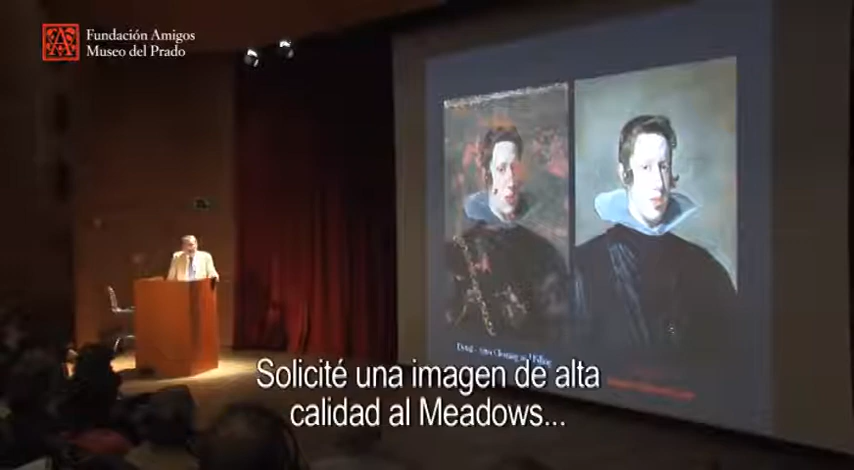 Fundación Amigos
Museo del Prado
Solicité una imagen de alta
calidad al Meadows...